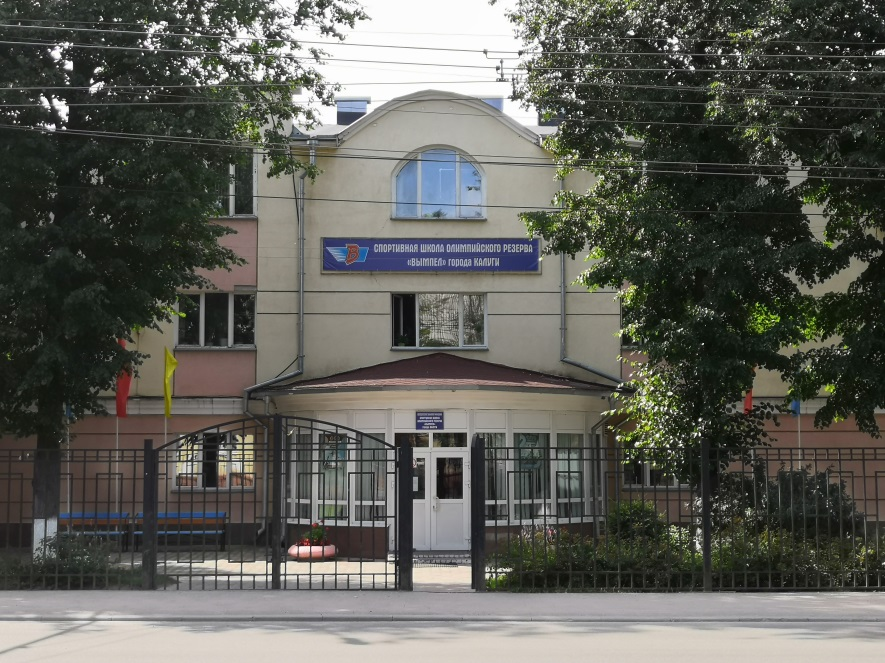 СПОРТИВНАЯ ШКОЛА ОЛИМПИЙСКОГО РЕЗЕРВА
«ВЫМПЕЛ» города КАЛУГИ